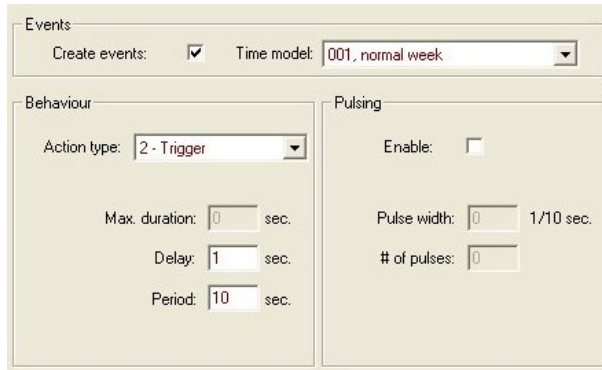 Events
Create events: Time model: 001, normal week
Behaviour
Action type: 2 - Trigger
Max. duration: 0 sec.
Delay: 1 sec.
Period: 10 sec.
Pulsing
Enable:
Pulse width: 0 1/10 sec.
# of pulses: 0